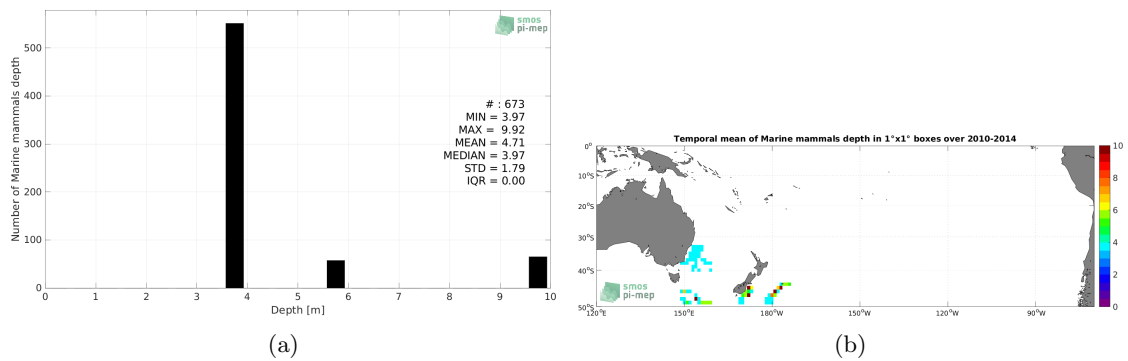 smos
pi-mep
Number of Marine mammals depth
500
400
300
200
100
0
# : 673
MIN = 3.97
MAX = 9.92
MEAN = 4.71
MEDIAN = 3.97
STD = 1.79
IQR = 0.00
0 1 2 3 4 5 6 7 8 9 10
Depth [m]
(a)
Temporal mean of Marine mammals depth in 1°x1° boxes over 2010-2014
0°
10°S
20°S
30°S
40°S
50°S
120°E 150°E 180°W 150°W 120°W 90°W
10
8
6
4
2
0
smos
pi-mep
(b)